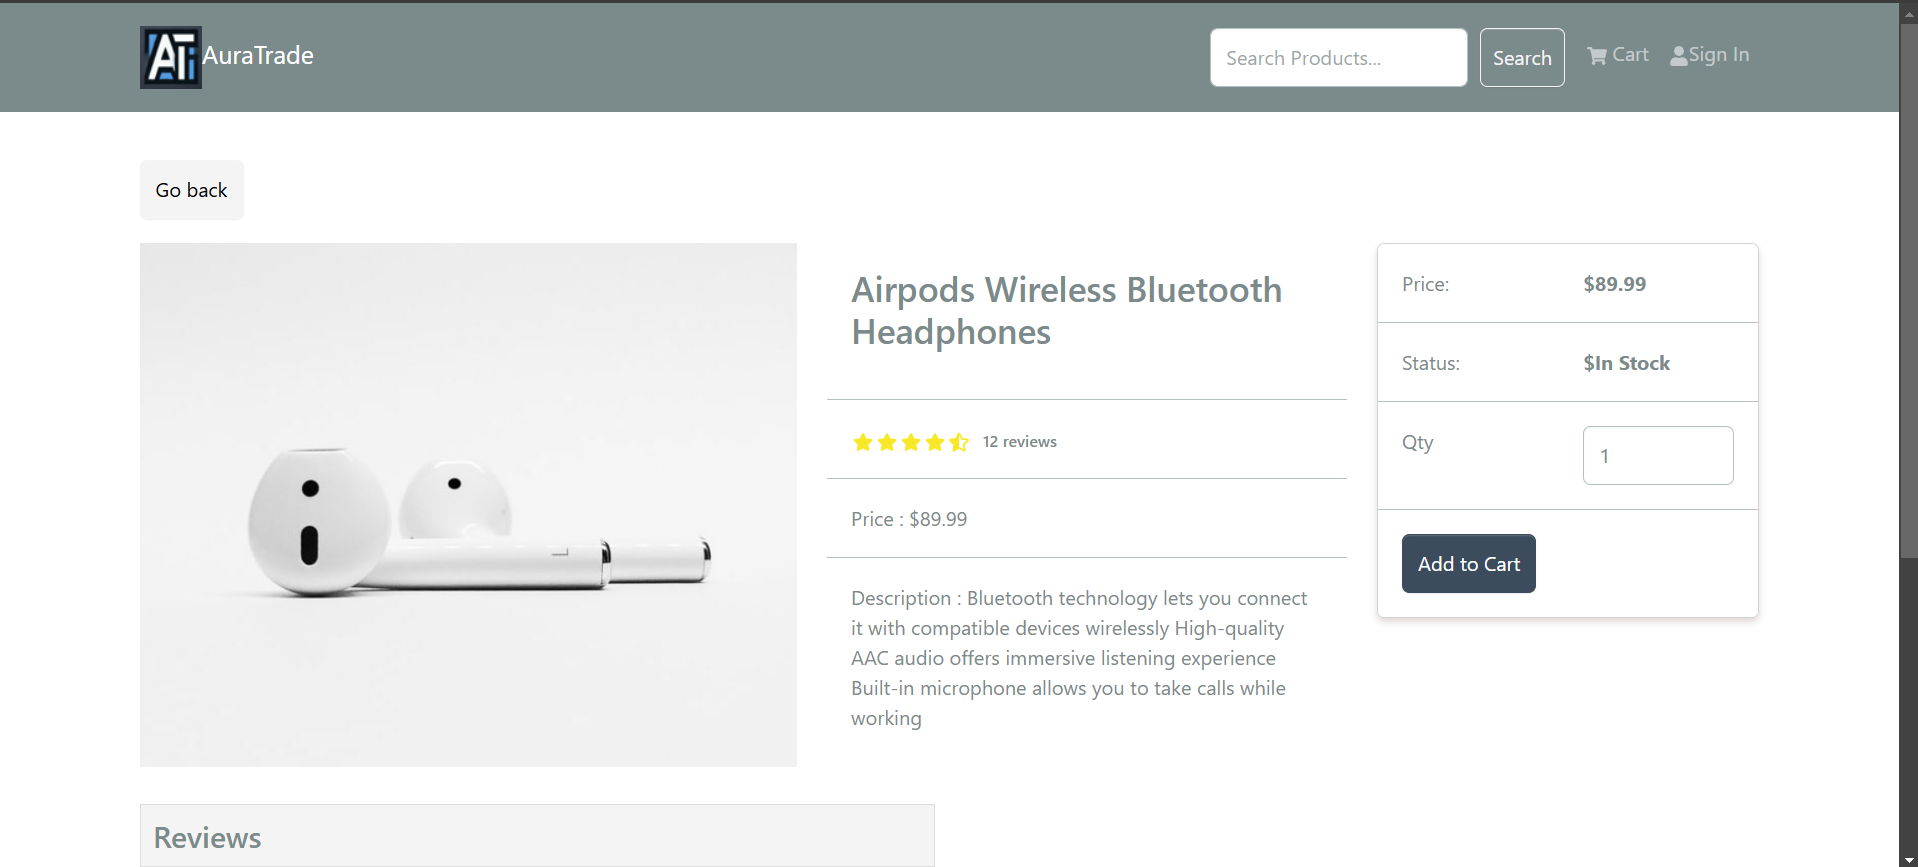 AuraTrade
Search Products...
Search
Cart
Sign In
Go back
Airpods Wireless Bluetooth
Headphones
12 reviews
Price : $89.99
Description : Bluetooth technology lets you connect
it with compatible devices wirelessly High-quality
AAC audio offers immersive listening experience
Built-in microphone allows you to take calls while
working
Price: $89.99
Status: $In Stock
Qty 1
Add to Cart
Reviews